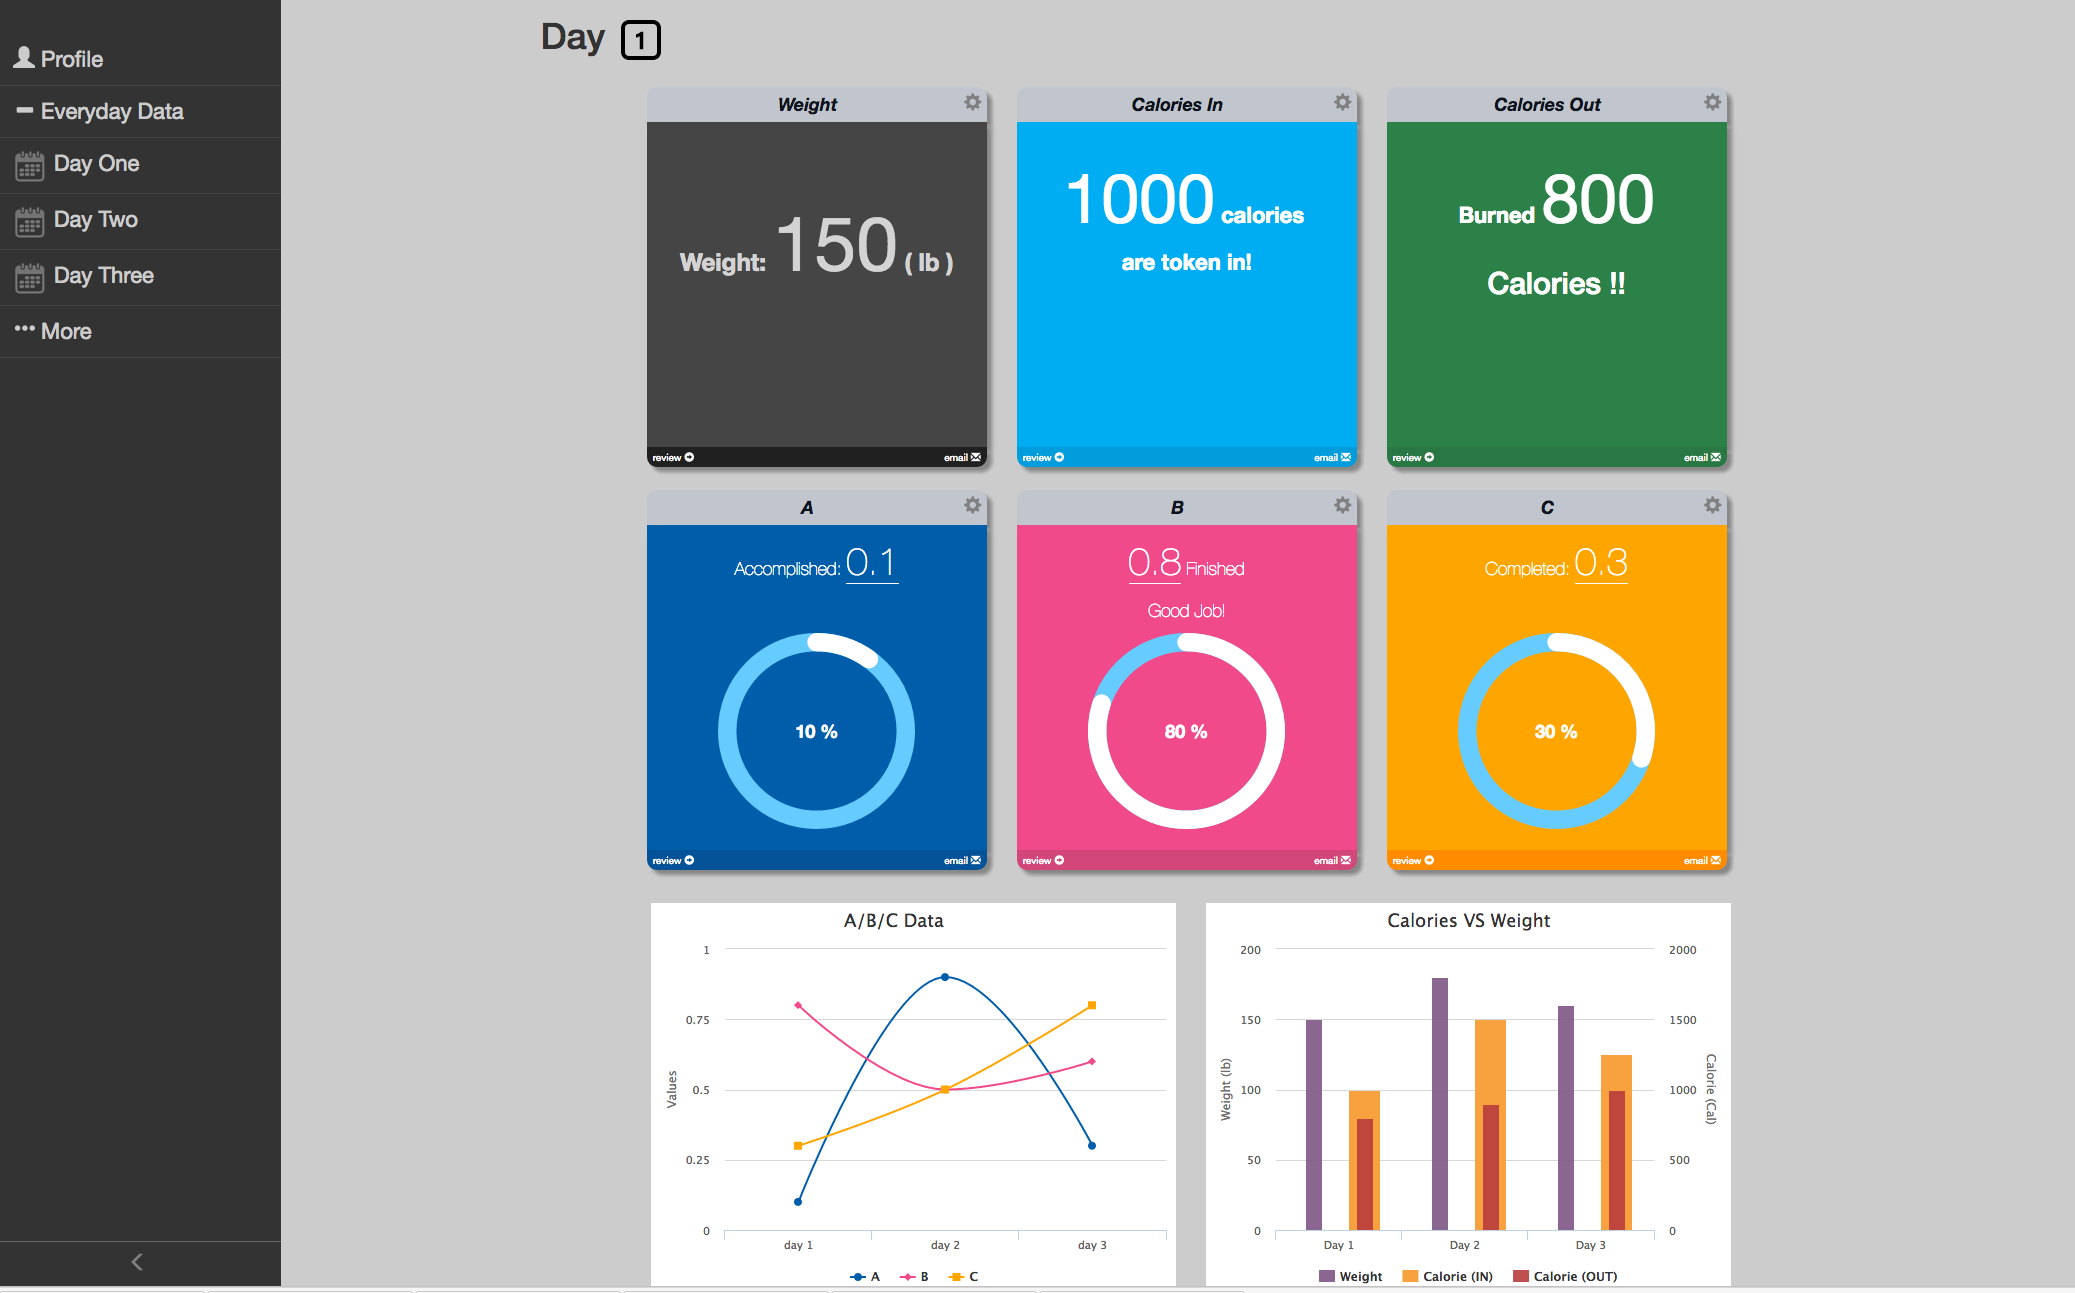 Profile
Everyday Data
Day One
Day Two
Day Three
More
Day 1
Weight
Weight: 150 ( lb )
review
email
Calories In
1000 calories
are token in!
review
email
Calories Out
Burned 800
Calories !!
review
email
A
Accomplished: 0.1
10 %
review
email
B
0.8 Finished
Good Job!
80 %
review
email
C
Completed: 0.3
30 %
review
email
A/B/C Data
Values
1
0.75
0.5
0.25
0
day 1
day 2
day 3
A
B
C
Calories VS Weight
Weight (lb)
200
150
100
50
0
2000
1500
1000
500
0
Calorie (Cal)
Day 1
Day 2
Day 3
Weight
Calorie (IN)
Calorie (OUT)